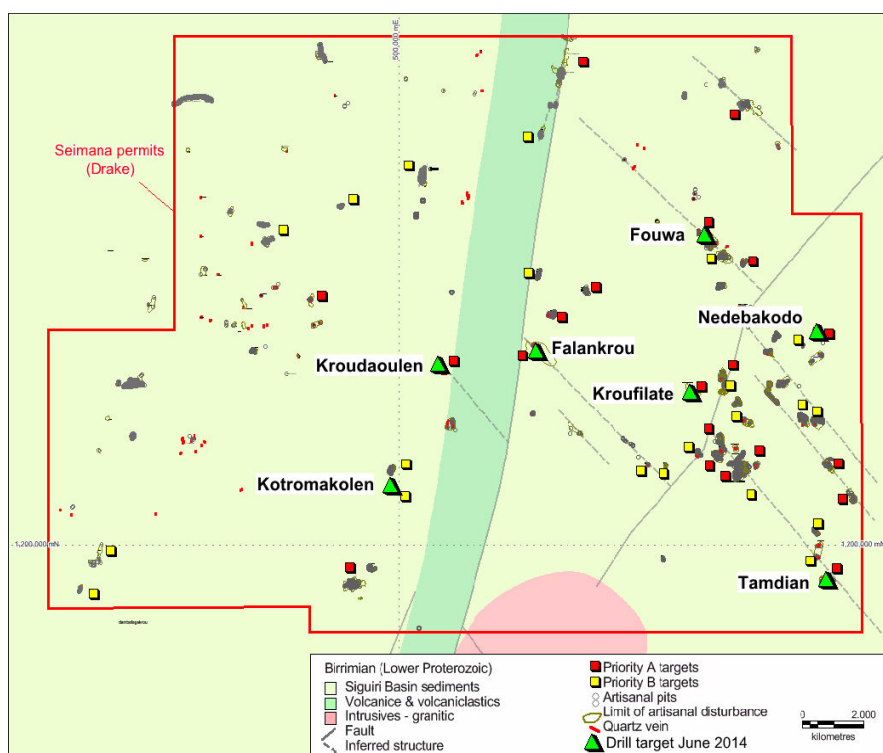 500,000 mE
Seimana permits
(Drake)
Fouwa
Nedebakodo
Falankrou
Kroudaoulen
Kroufilate
Kotromakolen
1,200,000 mN
1,200,000 mN
Tamdian
Birrimian (Lower Proterozoic)
Siguiri Basin sediments
Volcanice & volcaniclastics
Intrusives - granitic
Fault
Inferred structure
Priority A targets
Priority B targets
Artisanal pits
Limit of artisanal disturbance
Quartz vein
Drill target June 2014
0 2.000
kilometres